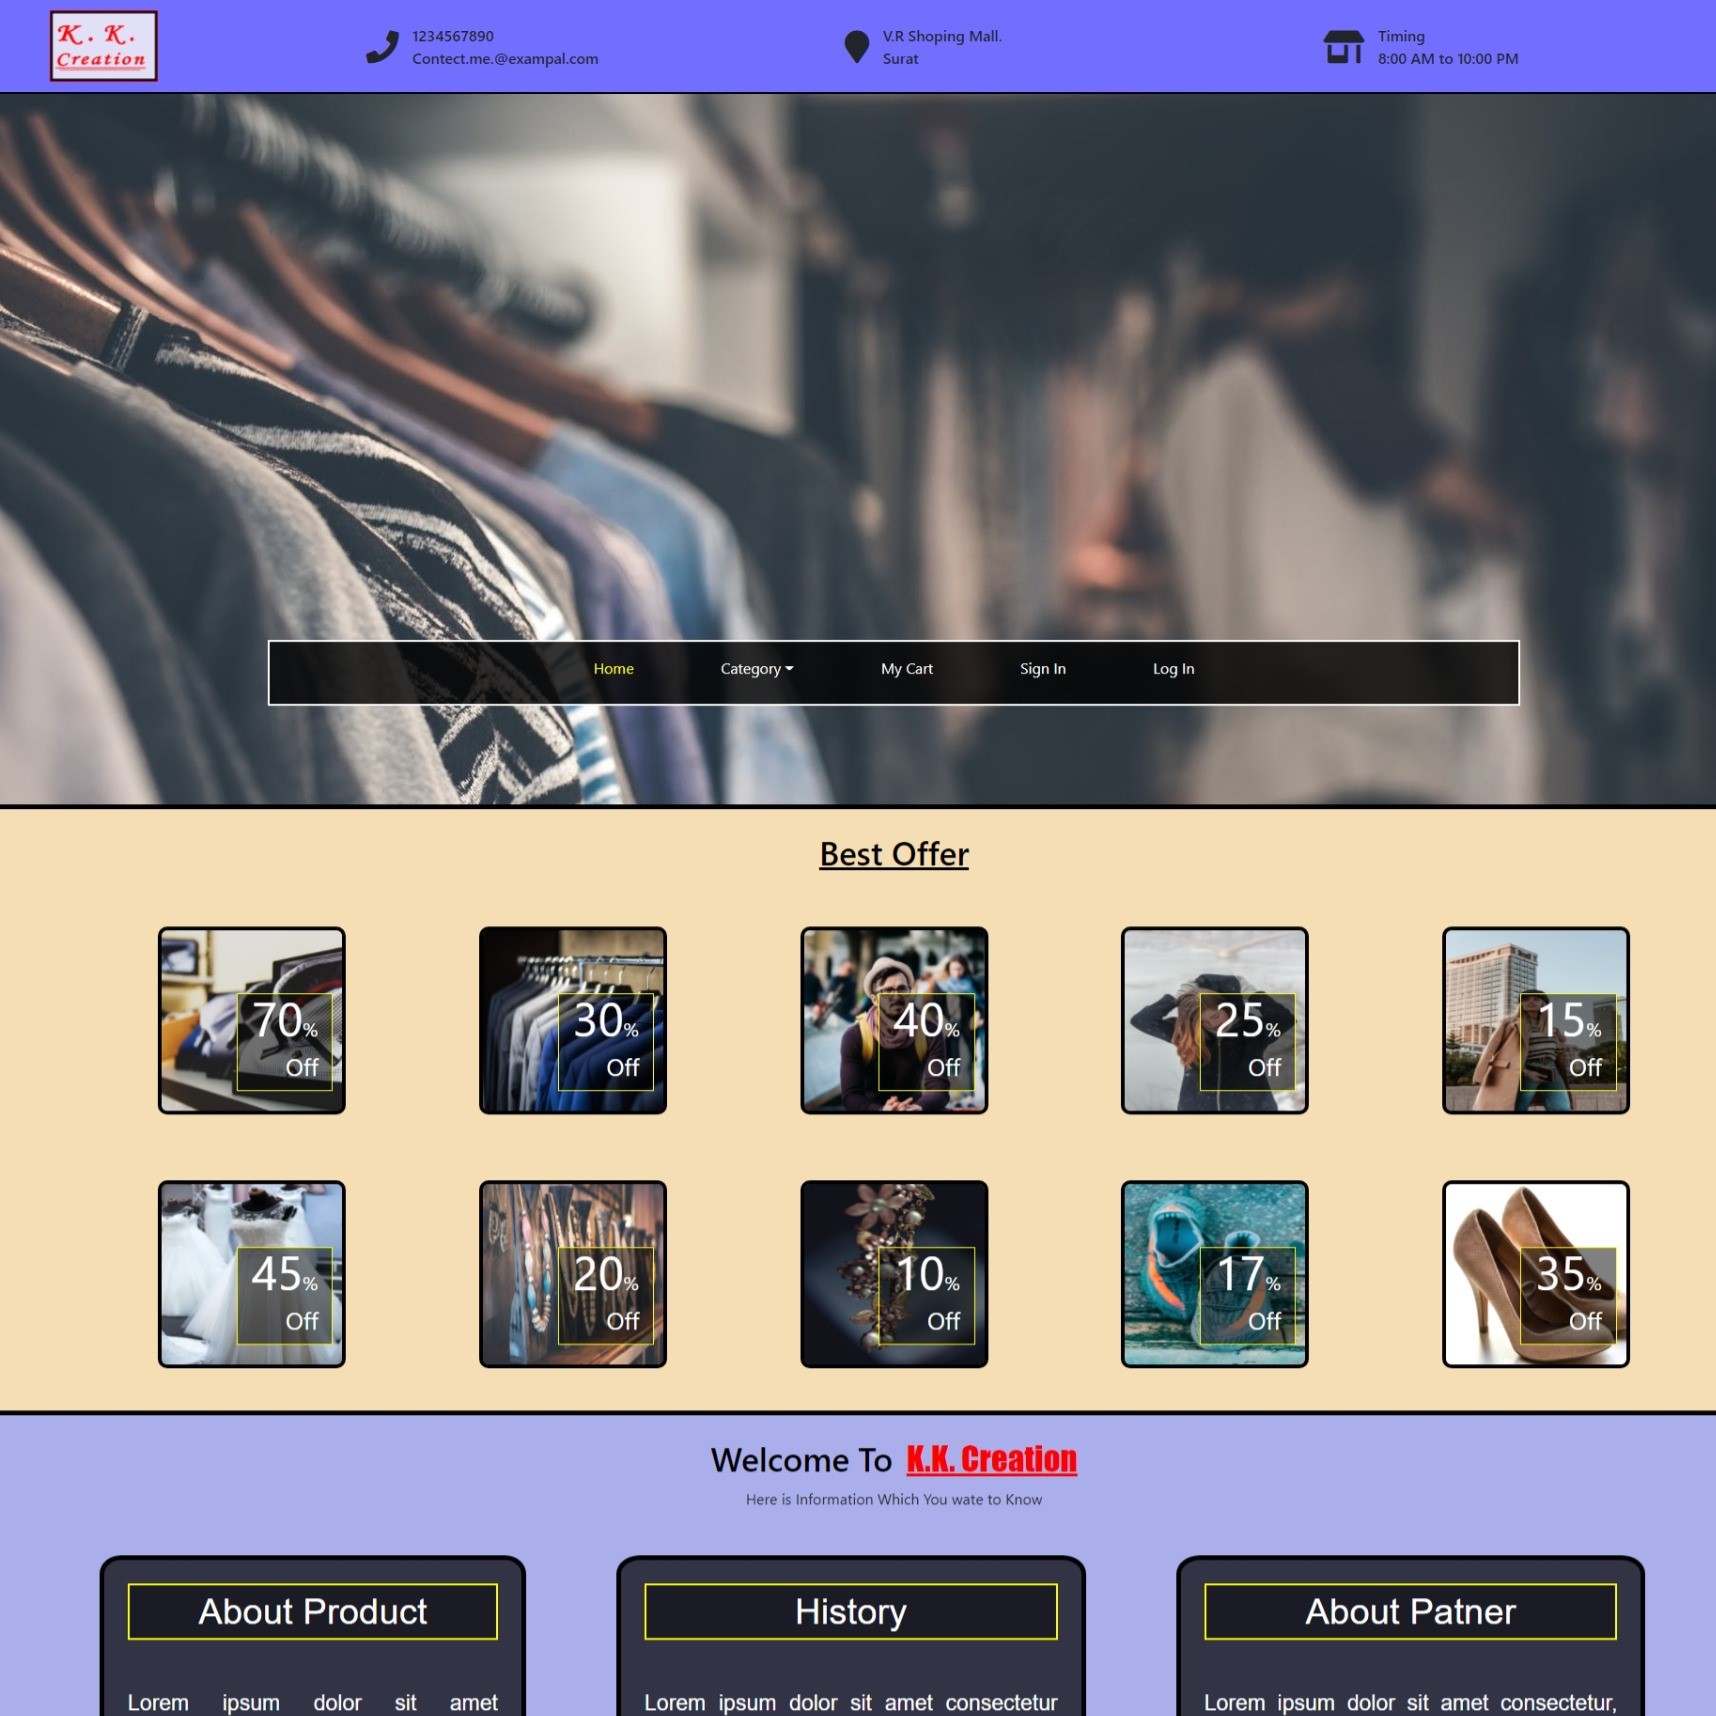 K. K.
Creation
1234567890
Contect.me.@exampal.com
V.R Shoping Mall.
Surat
Timing
8:00 AM to 10:00 PM
Home Category My Cart Sign In Log In
Best Offer
70%
Off
30%
Off
40%
Off
25%
Off
15%
Off
45%
Off
20%
Off
10%
Off
17%
Off
35%
Off
Welcome To K.K. Creation
Here is Information Which You wate to Know
About Product
Lorem ipsum dolor sit amet
History
Lorem ipsum dolor sit amet consectetur
About Patner
Lorem ipsum dolor sit amet consectetur,